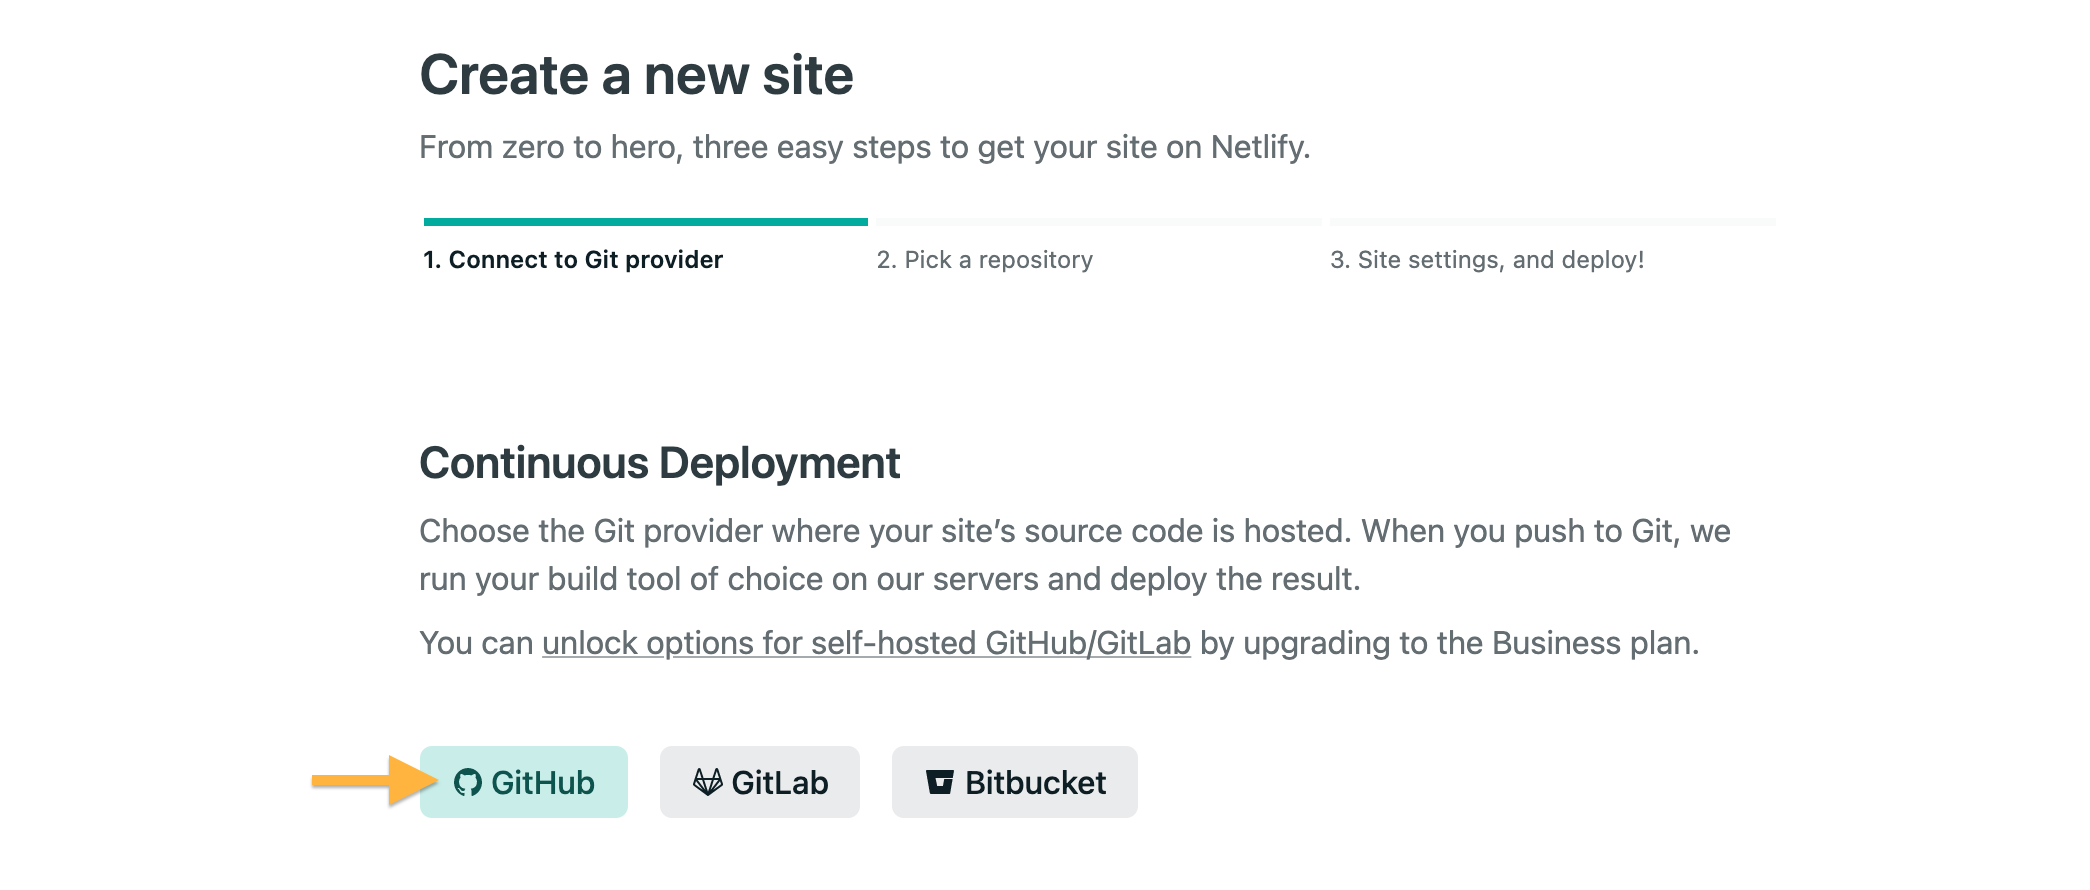 Create a new site
From zero to hero, three easy steps to get your site on Netlify.
1. Connect to Git provider
2. Pick a repository
3. Site settings, and deploy!
Continuous Deployment
Choose the Git provider where your site’s source code is hosted. When you push to Git, we
run your build tool of choice on our servers and deploy the result.
You can unlock options for self-hosted GitHub/GitLab by upgrading to the Business plan.
GitHub
GitLab
Bitbucket